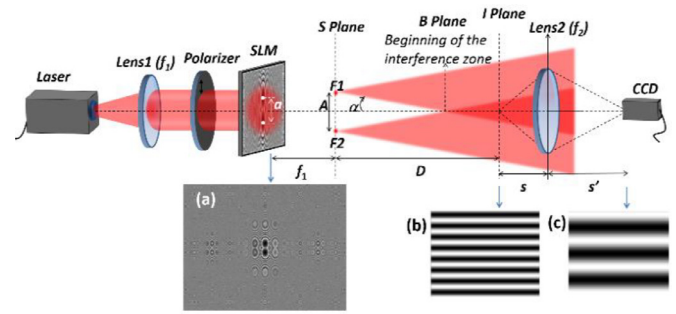 S Plane
B Plane
I Plane
Lens2 (f2)
Laser
Lens1 (f1)
Polarizer
SLM
Beginning of the
interference zone
CCD
a
A
F1
α
F2
f1
D
s
s'
(a)
(b)
(c)